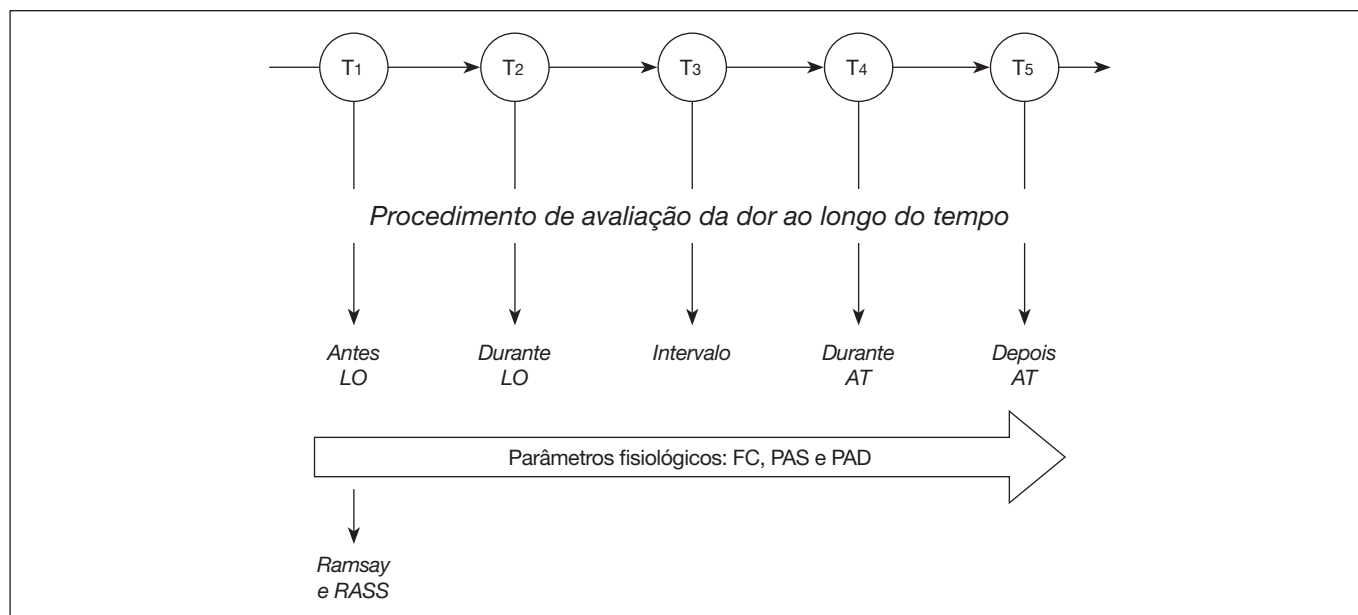 T1 T2 T3 T4 T5
Procedimento de avaliação da dor ao longo do tempo
Antes
LO
Durante
LO
Intervalo
Durante
AT
Depois
AT
Parâmetros fisiológicos: FC, PAS e PAD
Ramsay
e RASS